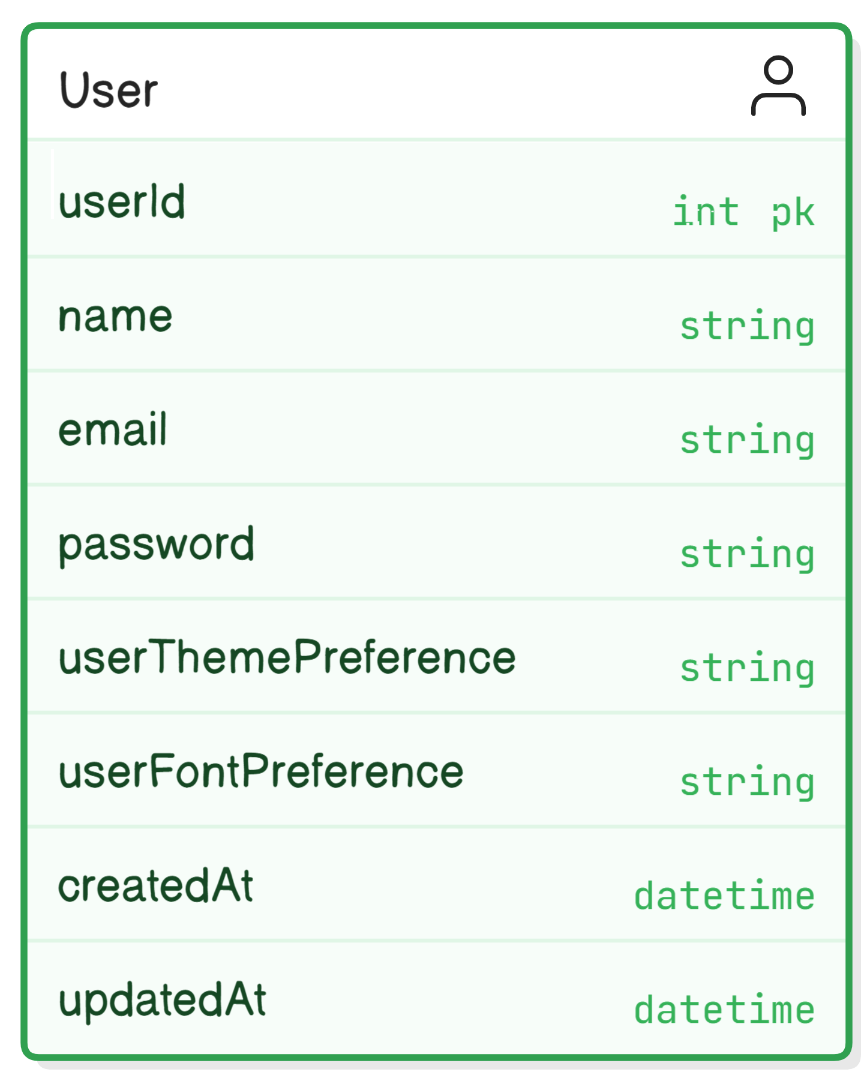 User
userId int pk
name string
email string
password string
userThemePreference string
userFontPreference string
createdAt datetime
updatedAt datetime